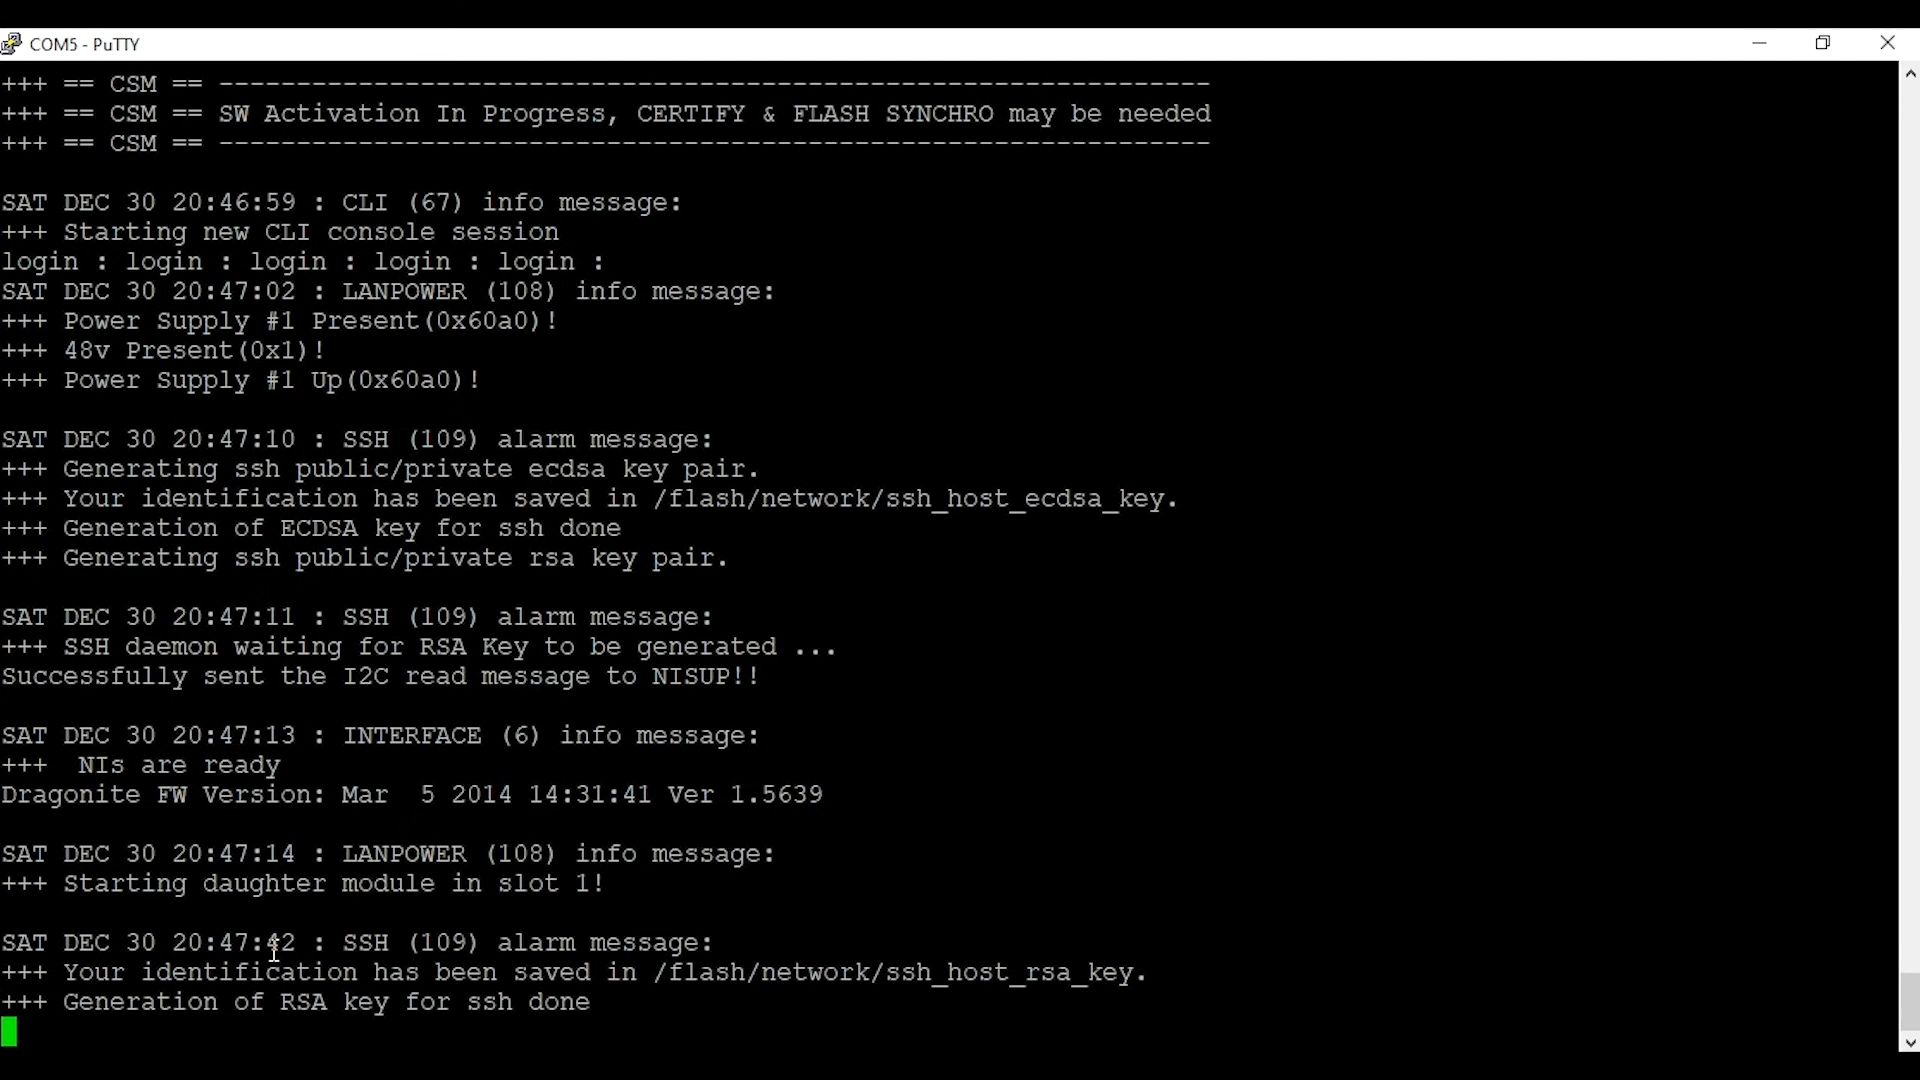 COM5 - PuTTY
+++ == CSM == ----------------------------------------------------------------
+++ == CSM == SW Activation In Progress, CERTIFY & FLASH SYNCHRO may be needed
+++ == CSM == ----------------------------------------------------------------
SAT DEC 30 20:46:59 : CLI (67) info message:
+++ Starting new CLI console session
login : login : login : login : login :
SAT DEC 30 20:47:02 : LANPOWER (108) info message:
+++ Power Supply #1 Present(0x60a0)!
+++ 48v Present(0x1)!
+++ Power Supply #1 Up(0x60a0)!
SAT DEC 30 20:47:10 : SSH (109) alarm message:
+++ Generating ssh public/private ecdsa key pair.
+++ Your identification has been saved in /flash/network/ssh_host_ecdsa_key.
+++ Generation of ECDSA key for ssh done
+++ Generating ssh public/private rsa key pair.
SAT DEC 30 20:47:11 : SSH (109) alarm message:
+++ SSH daemon waiting for RSA Key to be generated ...
Successfully sent the I2C read message to NISUP!!
SAT DEC 30 20:47:13 : INTERFACE (6) info message:
+++  NIs are ready
Dragonite FW Version: Mar  5 2014 14:31:41 Ver 1.5639
SAT DEC 30 20:47:14 : LANPOWER (108) info message:
+++ Starting daughter module in slot 1!
SAT DEC 30 20:47:42 : SSH (109) alarm message:
+++ Your identification has been saved in /flash/network/ssh_host_rsa_key.
+++ Generation of RSA key for ssh done